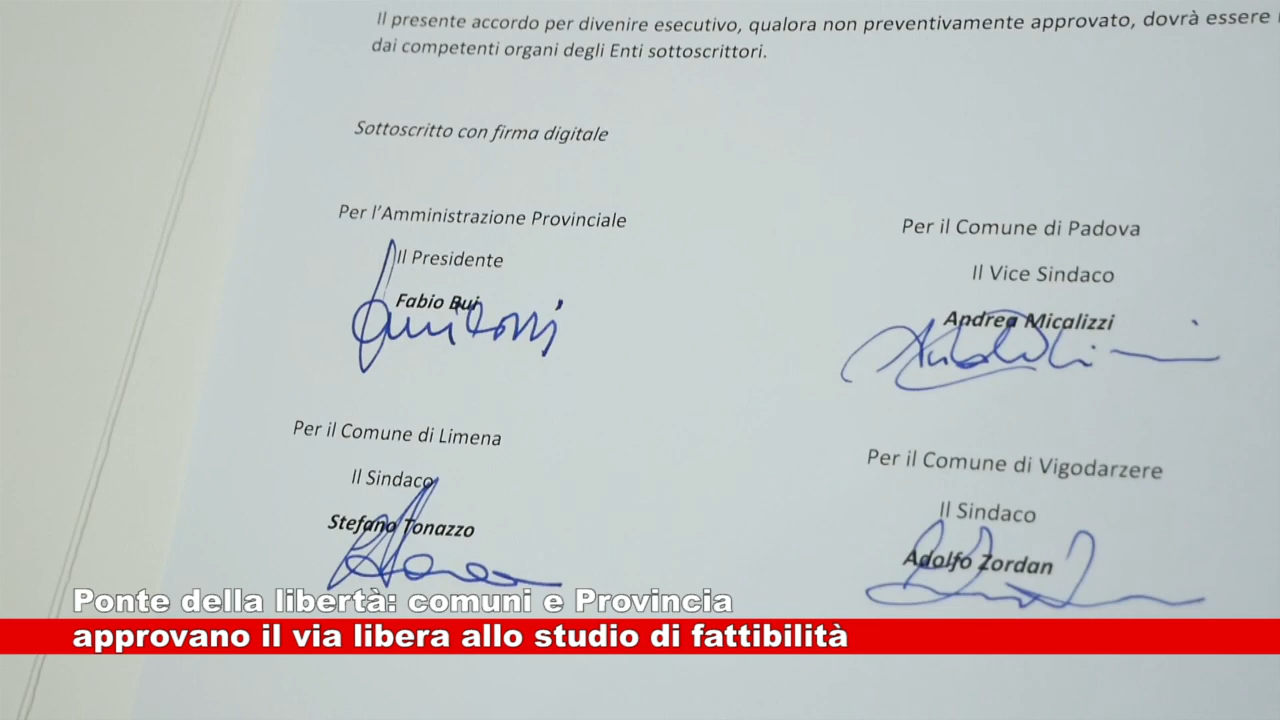 Il presente accordo per divenire esecutivo, qualora non preventivamente approvato, dovrà essere
dai competenti organi degli Enti sottoscrittori.
Sottoscritto con firma digitale
Per l'Amministrazione Provinciale
Il Presidente
Fabio Bui
Per il Comune di Padova
Il Vice Sindaco
Andrea Micalizzi
Per il Comune di Limena
Il Sindaco
Stefano Tonazzo
Per il Comune di Vigodarzere
Il Sindaco
Adolfo Zordan
Ponte della libertà: comuni e Provincia
approvano il via libera allo studio di fattibilità